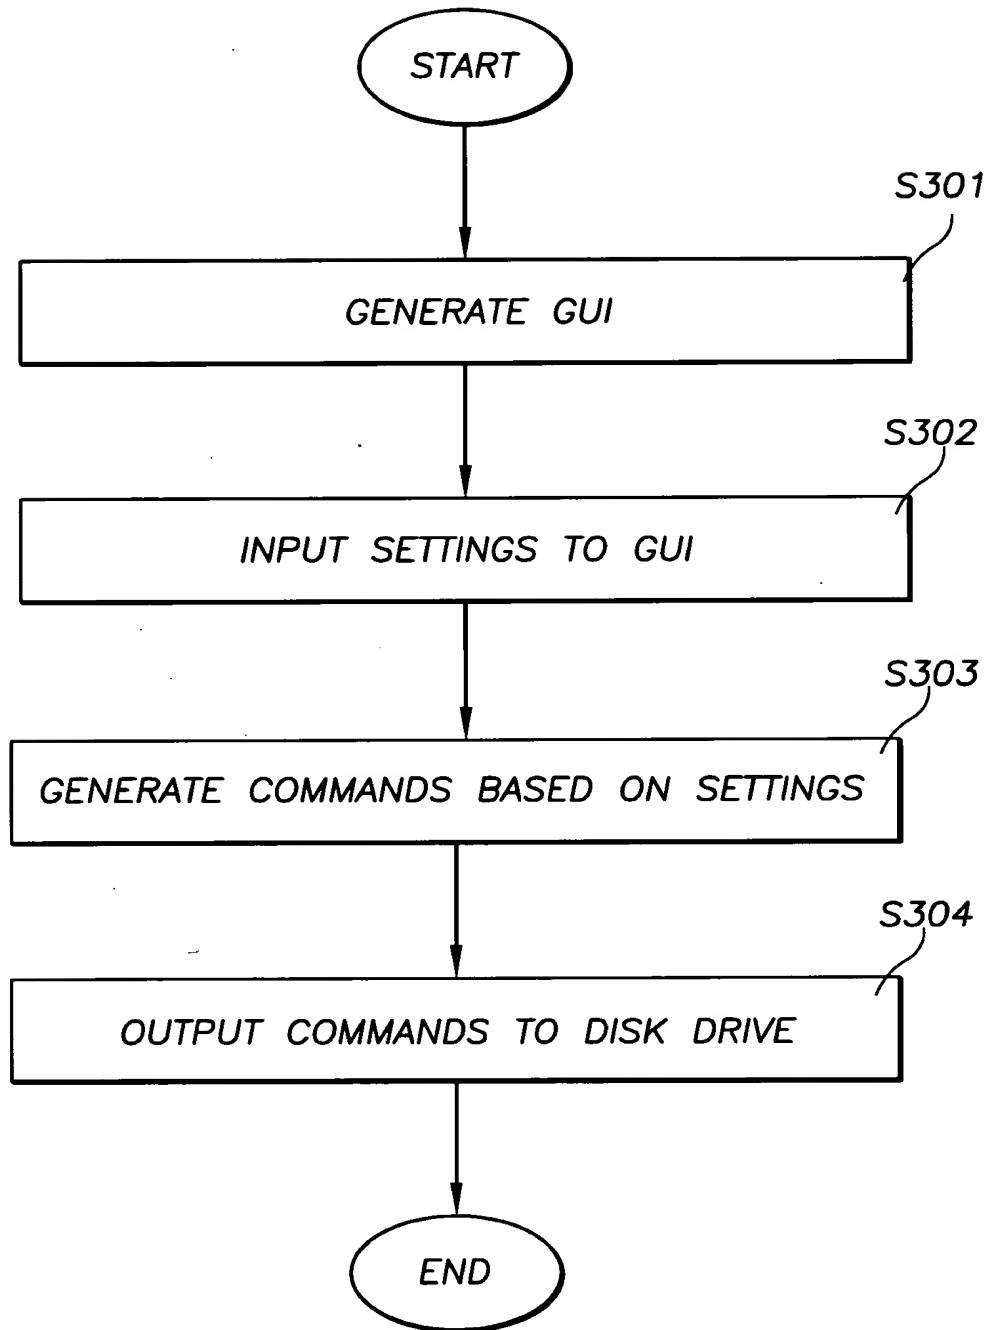 START
S301
GENERATE GUI
S302
INPUT SETTINGS TO GUI
S303
GENERATE COMMANDS BASED ON SETTINGS
S304
OUTPUT COMMANDS TO DISK DRIVE
END